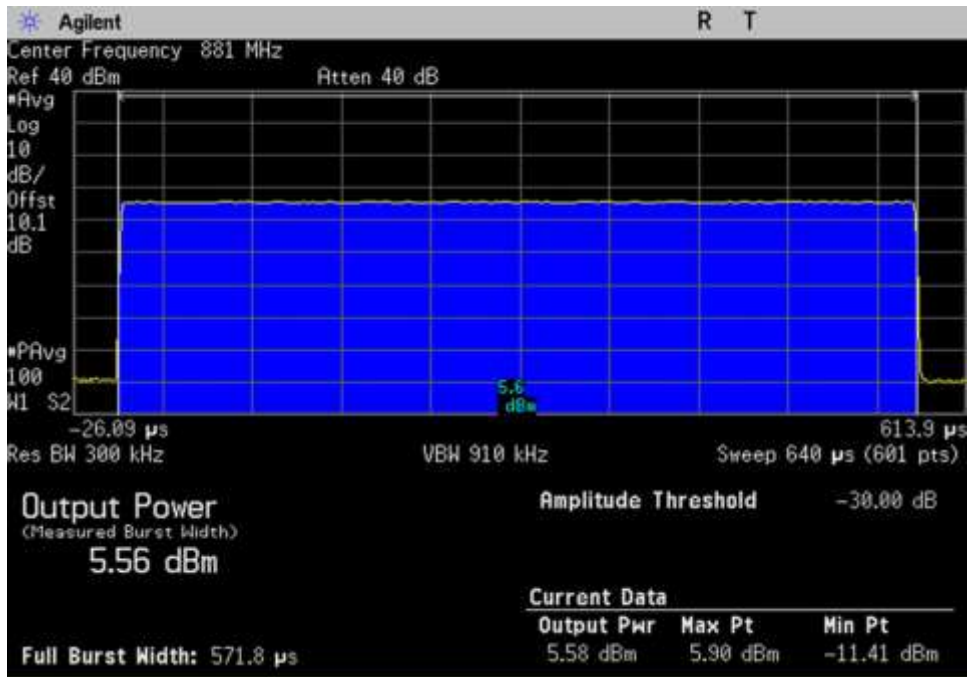 Agilent R T
Center Frequency 881 MHz
Ref 40 dBm Atten 40 dB
*Avg
Log
10
dB/
Offst
10.1
dB
*PAvg
100
W1 S2
5.6
dBm
-26.09 μs 613.9 μs
Res BW 300 kHz VBW 910 kHz Sweep 640 μs (601 pts)
Output Power
(Measured Burst Width)
5.56 dBm
Amplitude Threshold -30.00 dB
Current Data
Output Pwr Max Pt Min Pt
5.58 dBm 5.90 dBm -11.41 dBm
Full Burst Width: 571.8 μs